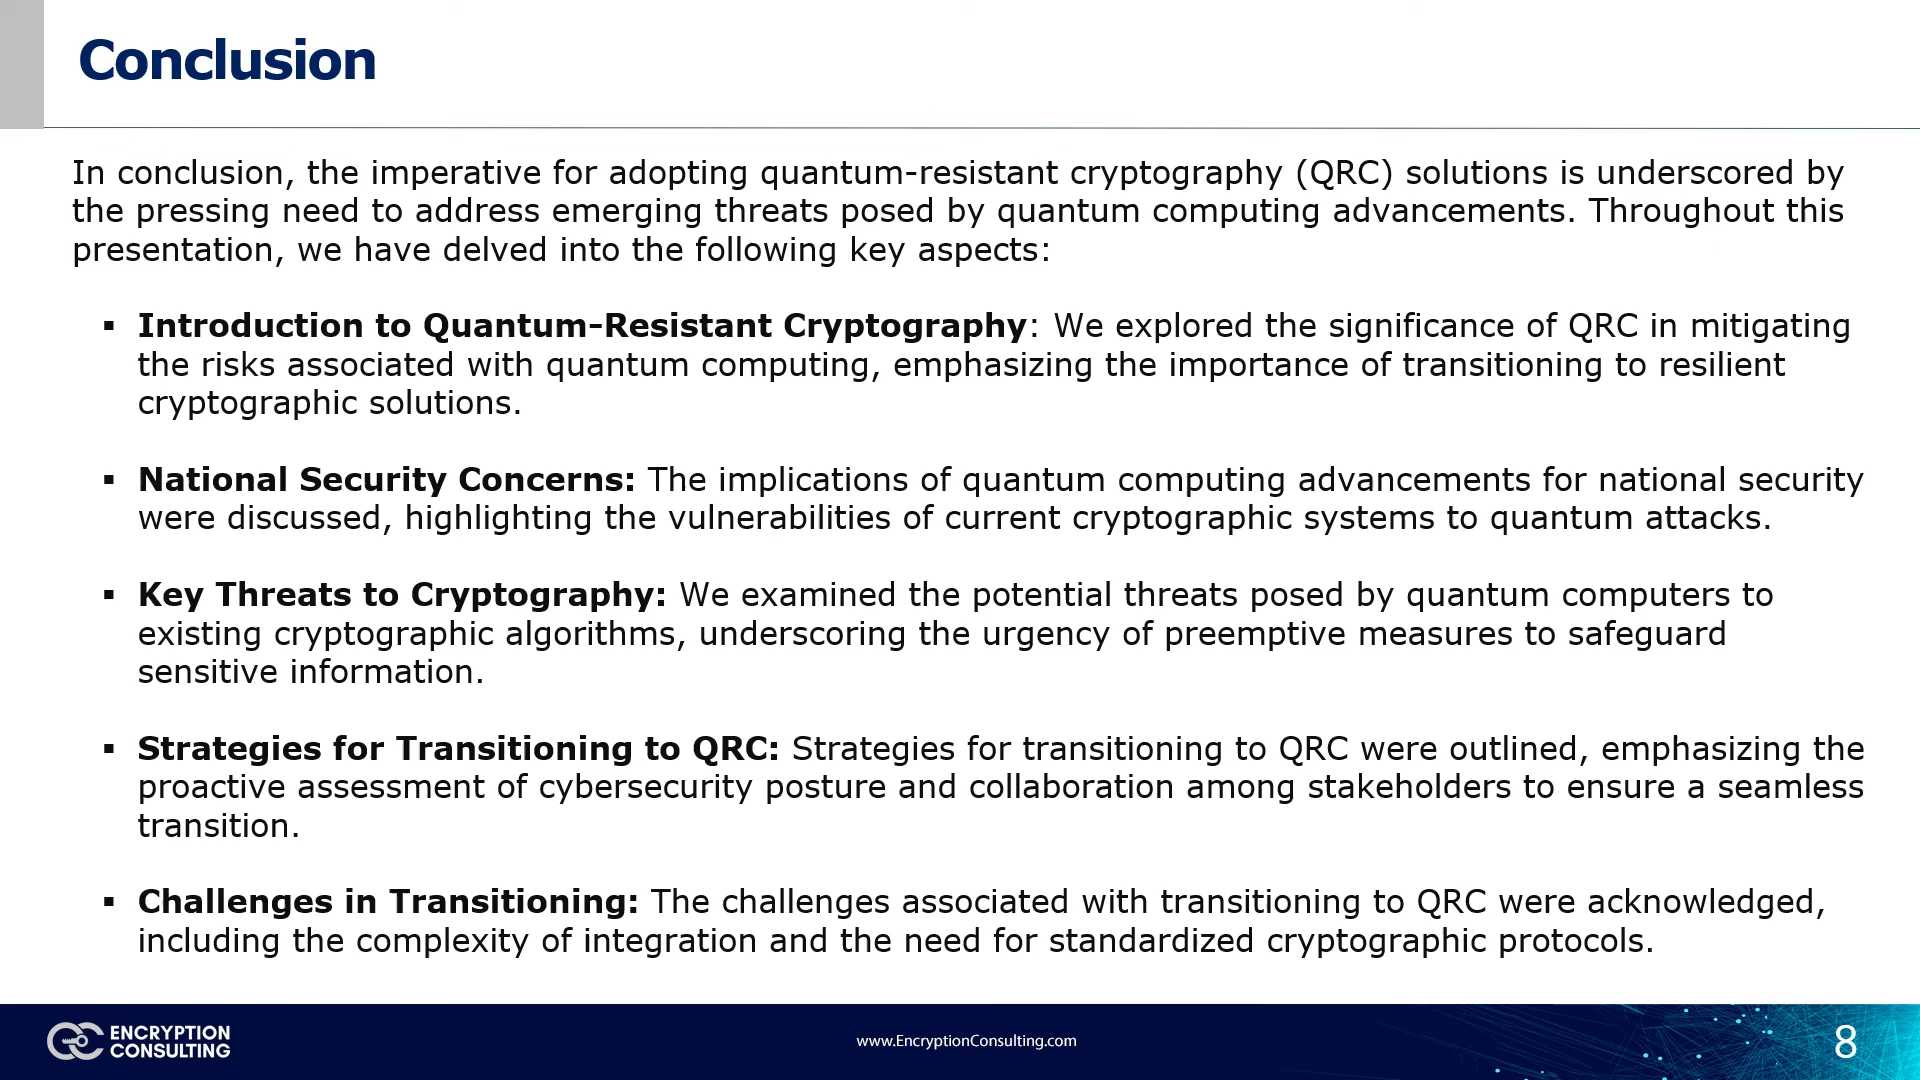 Conclusion
In conclusion, the imperative for adopting quantum-resistant cryptography (QRC) solutions is underscored by
the pressing need to address emerging threats posed by quantum computing advancements. Throughout this
presentation, we have delved into the following key aspects:
▪ Introduction to Quantum-Resistant Cryptography: We explored the significance of QRC in mitigating
the risks associated with quantum computing, emphasizing the importance of transitioning to resilient
cryptographic solutions.
▪ National Security Concerns: The implications of quantum computing advancements for national security
were discussed, highlighting the vulnerabilities of current cryptographic systems to quantum attacks.
▪ Key Threats to Cryptography: We examined the potential threats posed by quantum computers to
existing cryptographic algorithms, underscoring the urgency of preemptive measures to safeguard
sensitive information.
▪ Strategies for Transitioning to QRC: Strategies for transitioning to QRC were outlined, emphasizing the
proactive assessment of cybersecurity posture and collaboration among stakeholders to ensure a seamless
transition.
▪ Challenges in Transitioning: The challenges associated with transitioning to QRC were acknowledged,
including the complexity of integration and the need for standardized cryptographic protocols.
ENCRYPTION
CONSULTING
www.EncryptionConsulting.com
8